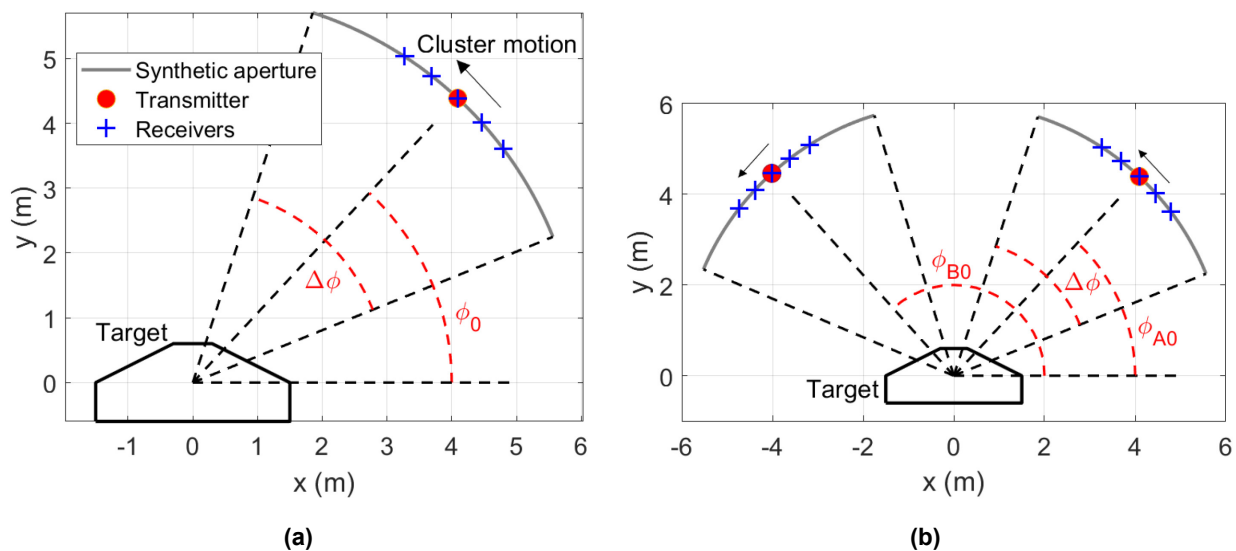 5
4
3
2
1
0
y (m)
-1
0
1
2
3
4
5
6
x (m)
Synthetic aperture
Transmitter
Receivers
Cluster motion
Δϕ
ϕ0
Target
(a)
6
4
2
0
y (m)
-6
-4
-2
0
2
4
6
x (m)
ϕB0
Δϕ
ϕA0
Target
(b)